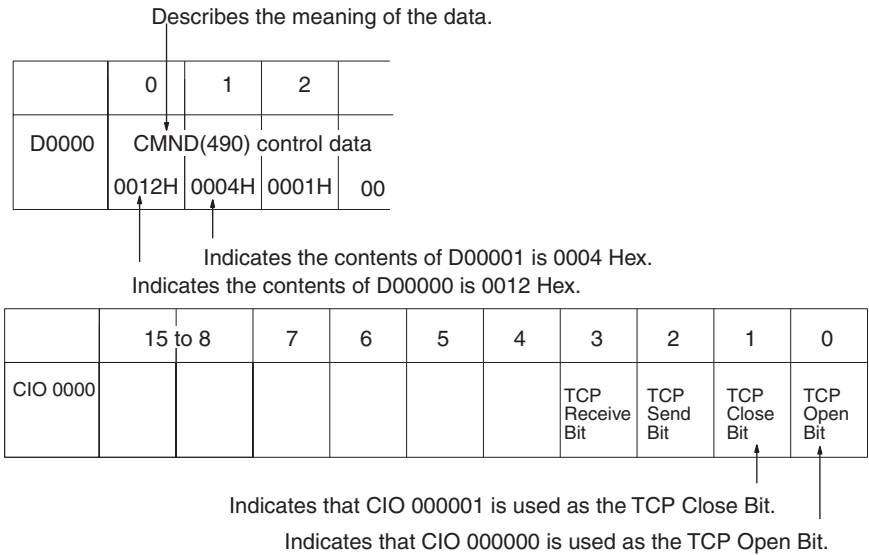 Describes the meaning of the data.
0 1 2
D0000 CMND(490) control data
0012H 0004H 0001H 00
Indicates the contents of D00001 is 0004 Hex.
Indicates the contents of D00000 is 0012 Hex.
15 to 8 7 6 5 4 3 2 1 0
CIO 0000
TCP Receive Bit
TCP Send Bit
TCP Close Bit
TCP Open Bit
Indicates that CIO 000001 is used as the TCP Close Bit.
Indicates that CIO 000000 is used as the TCP Open Bit.